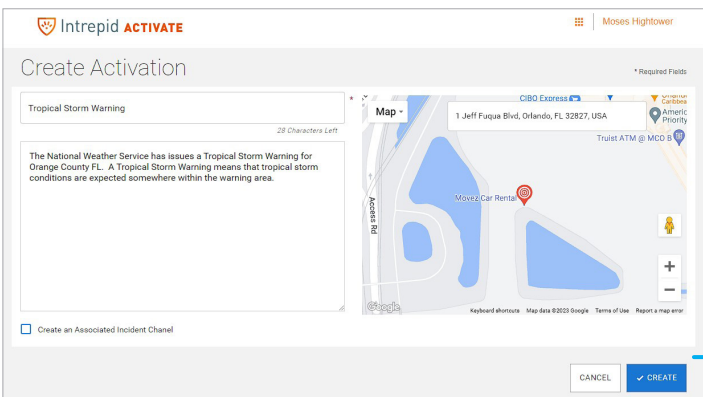 Intrepid ACTIVATE
Moses Hightower
Create Activation
* Required Fields
Tropical Storm Warning
*
28 Characters Left
The National Weather Service has issues a Tropical Storm Warning for
Orange County FL. A Tropical Storm Warning means that tropical storm
conditions are expected somewhere within the warning area.
Create an Associated Incident Chanel
Map
1 Jeff Fuqua Blvd, Orlando, FL 32827, USA
CIBO Express
Caribbea
Americ
Priority
Truist ATM @ MCO B
Movez Car Rental
Access Rd
+
−
Google
Keyboard shortcuts Map data ©2023 Google Terms of Use Report a map error
CANCEL
✓ CREATE